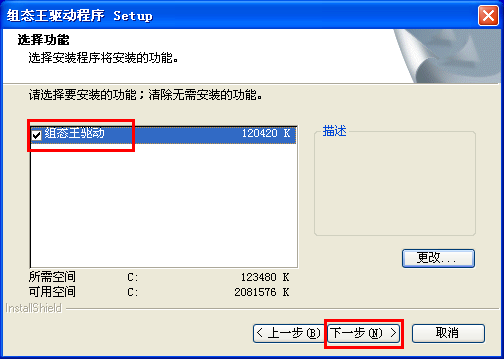 组态王驱动程序 Setup
选择功能
选择安装程序将安装的功能。
请选择要安装的功能；清除无需安装的功能。
组态王驱动 120420 K
描述
更改...
所需空间 C: 123480 K
可用空间 C: 2081576 K
InstallShield
< 上一步(B) 下一步(N) > 取消